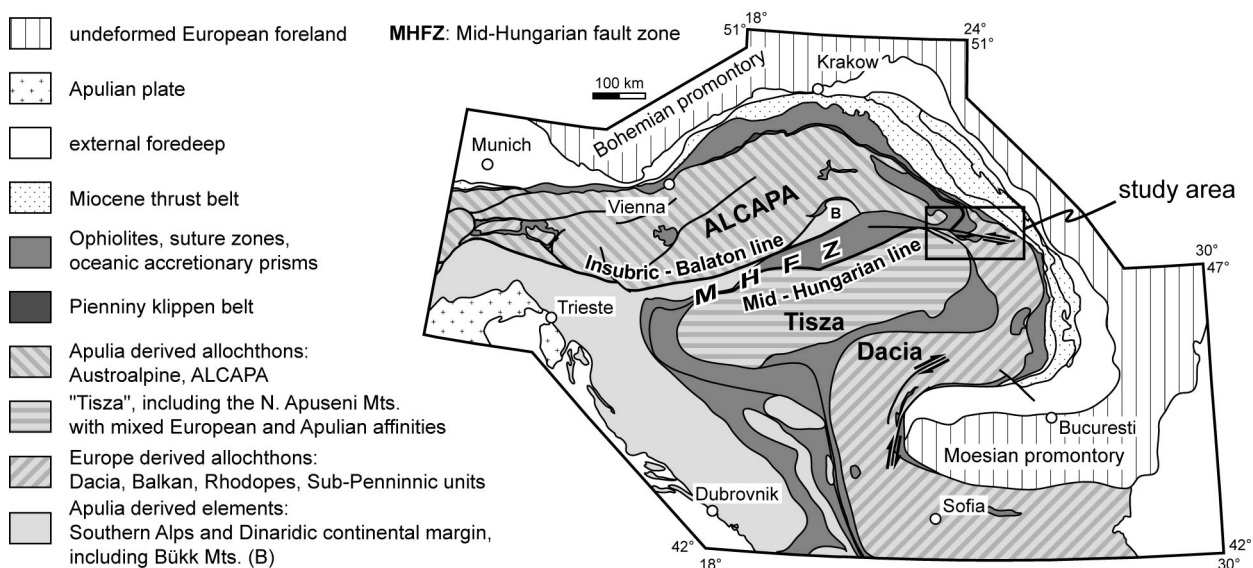 undeformed European foreland
Apulian plate
external foredeep
Miocene thrust belt
Ophiolites, suture zones,
oceanic accretionary prisms
Pienniny klippen belt
Apulia derived allochthons:
Austroalpine, ALCAPA
"Tisza", including the N. Apuseni Mts.
with mixed European and Apulian affinities
Europe derived allochthons:
Dacia, Balkan, Rhodopes, Sub-Penninnic units
Apulia derived elements:
Southern Alps and Dinaridic continental margin,
including Bükk Mts. (B)
MHFZ: Mid-Hungarian fault zone
18°
51°
24°
51°
100 km
Krakow
Bohemian promontory
Munich
study area
Vienna
ALCAPA
B
Insubric - Balaton line
M H F Z
Mid - Hungarian line
30°
47°
Trieste
Tisza
Dacia
Bucuresti
Moesian promontory
Dubrovnik
Sofia
42°
18°
42°
30°